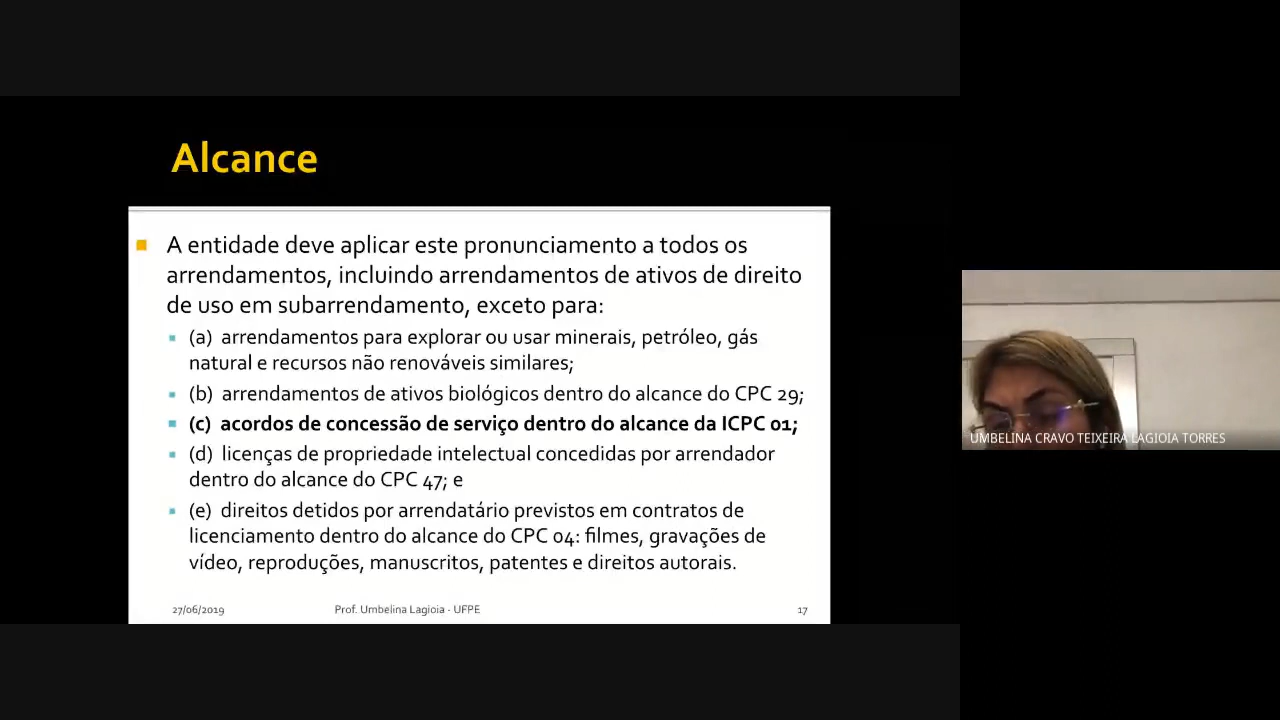 Alcance
A entidade deve aplicar este pronunciamento a todos os
arrendamentos, incluindo arrendamentos de ativos de direito
de uso em subarrendamento, exceto para:
(a) arrendamentos para explorar ou usar minerais, petróleo, gás
natural e recursos não renováveis similares;
(b) arrendamentos de ativos biológicos dentro do alcance do CPC 29;
(c) acordos de concessão de serviço dentro do alcance da ICPC 01;
(d) licenças de propriedade intelectual concedidas por arrendador
dentro do alcance do CPC 47; e
(e) direitos detidos por arrendatário previstos em contratos de
licenciamento dentro do alcance do CPC 04: filmes, gravações de
vídeo, reproduções, manuscritos, patentes e direitos autorais.
27/06/2019 Prof. Umbelina Lagioia - UFPE 17
UMBELINA CRAVO TEIXEIRA LAGIOIA TORRES